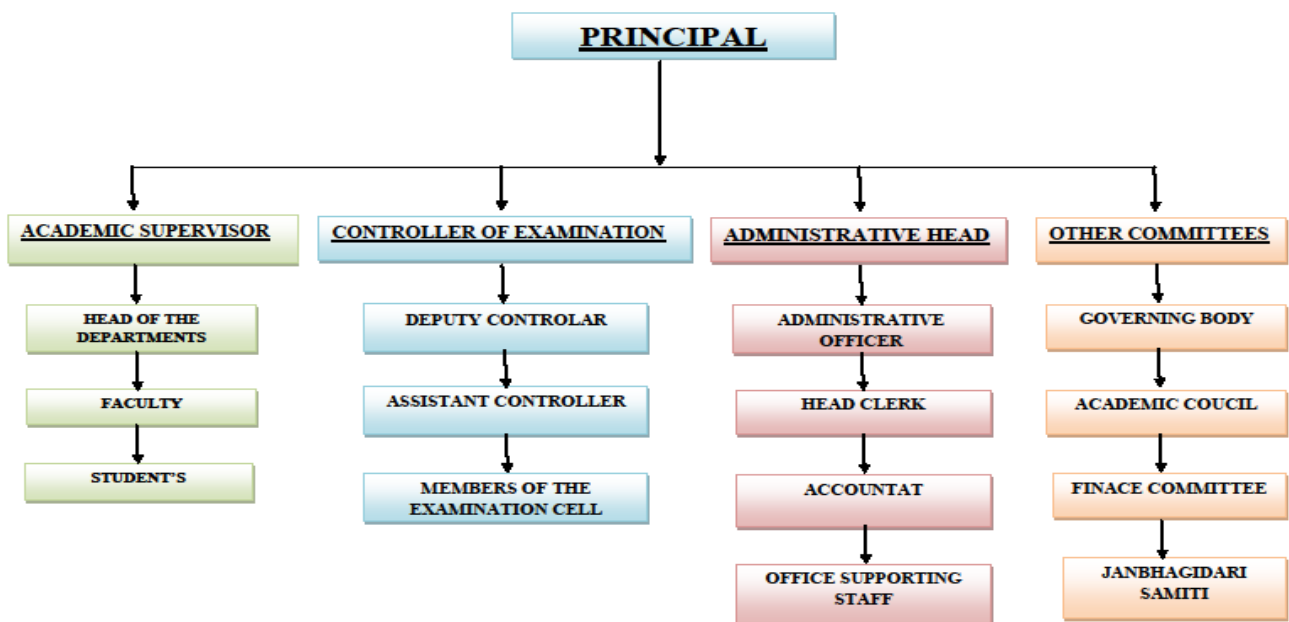 PRINCIPAL
ACADEMIC SUPERVISOR
HEAD OF THE
DEPARTMENTS
FACULTY
STUDENT'S
CONTROLLER OF EXAMINATION
DEPUTY CONTROLAR
ASSISTANT CONTROLLER
MEMBERS OF THE
EXAMINATION CELL
ADMINISTRATIVE HEAD
ADMINISTRATIVE
OFFICER
HEAD CLERK
ACCOUNTAT
OFFICE SUPPORTING
STAFF
OTHER COMMITTEES
GOVERNING BODY
ACADEMIC COUCIL
FINACE COMMITTEE
JANBHAGIDARI
SAMITI